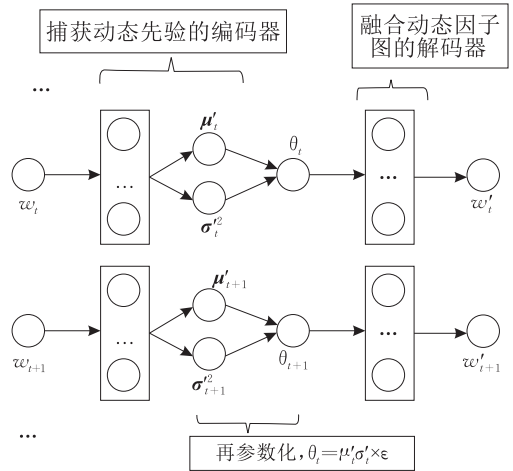 捕获动态先验的编码器
融合动态因子
图的解码器
...
μ′ₜ
θₜ
...
...
wₜ
σ′ₜ²
w′ₜ
μ′ₜ₊₁
...
...
wₜ₊₁
θₜ₊₁
w′ₜ₊₁
σ′ₜ₊₁²
...
再参数化,θₜ=μ′ₜσ′ₜ×ε